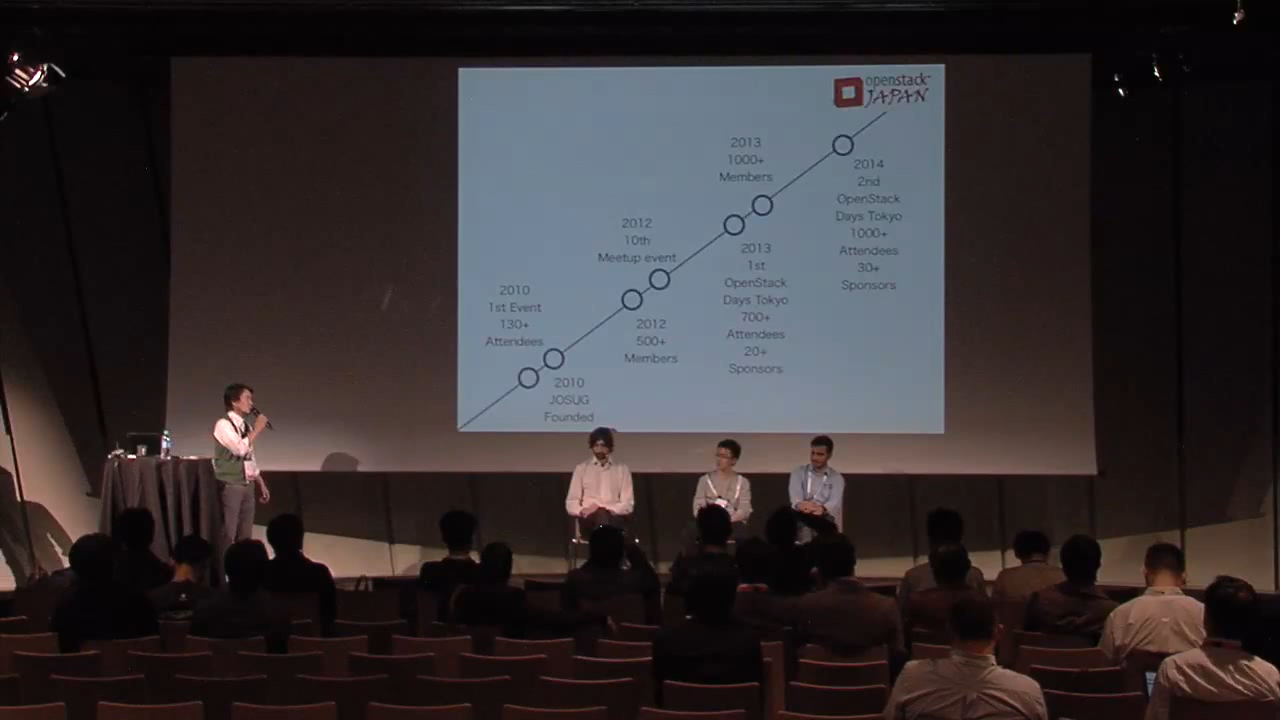 openstack™
JAPAN
2013
1000+
Members
2014
2nd
OpenStack
Days Tokyo
1000+
Attendees
30+
Sponsors
2012
10th
Meetup event
2013
1st
OpenStack
Days Tokyo
700+
Attendees
20+
Sponsors
2010
1st Event
130+
Attendees
2012
500+
Members
2010
JOSUG
Founded